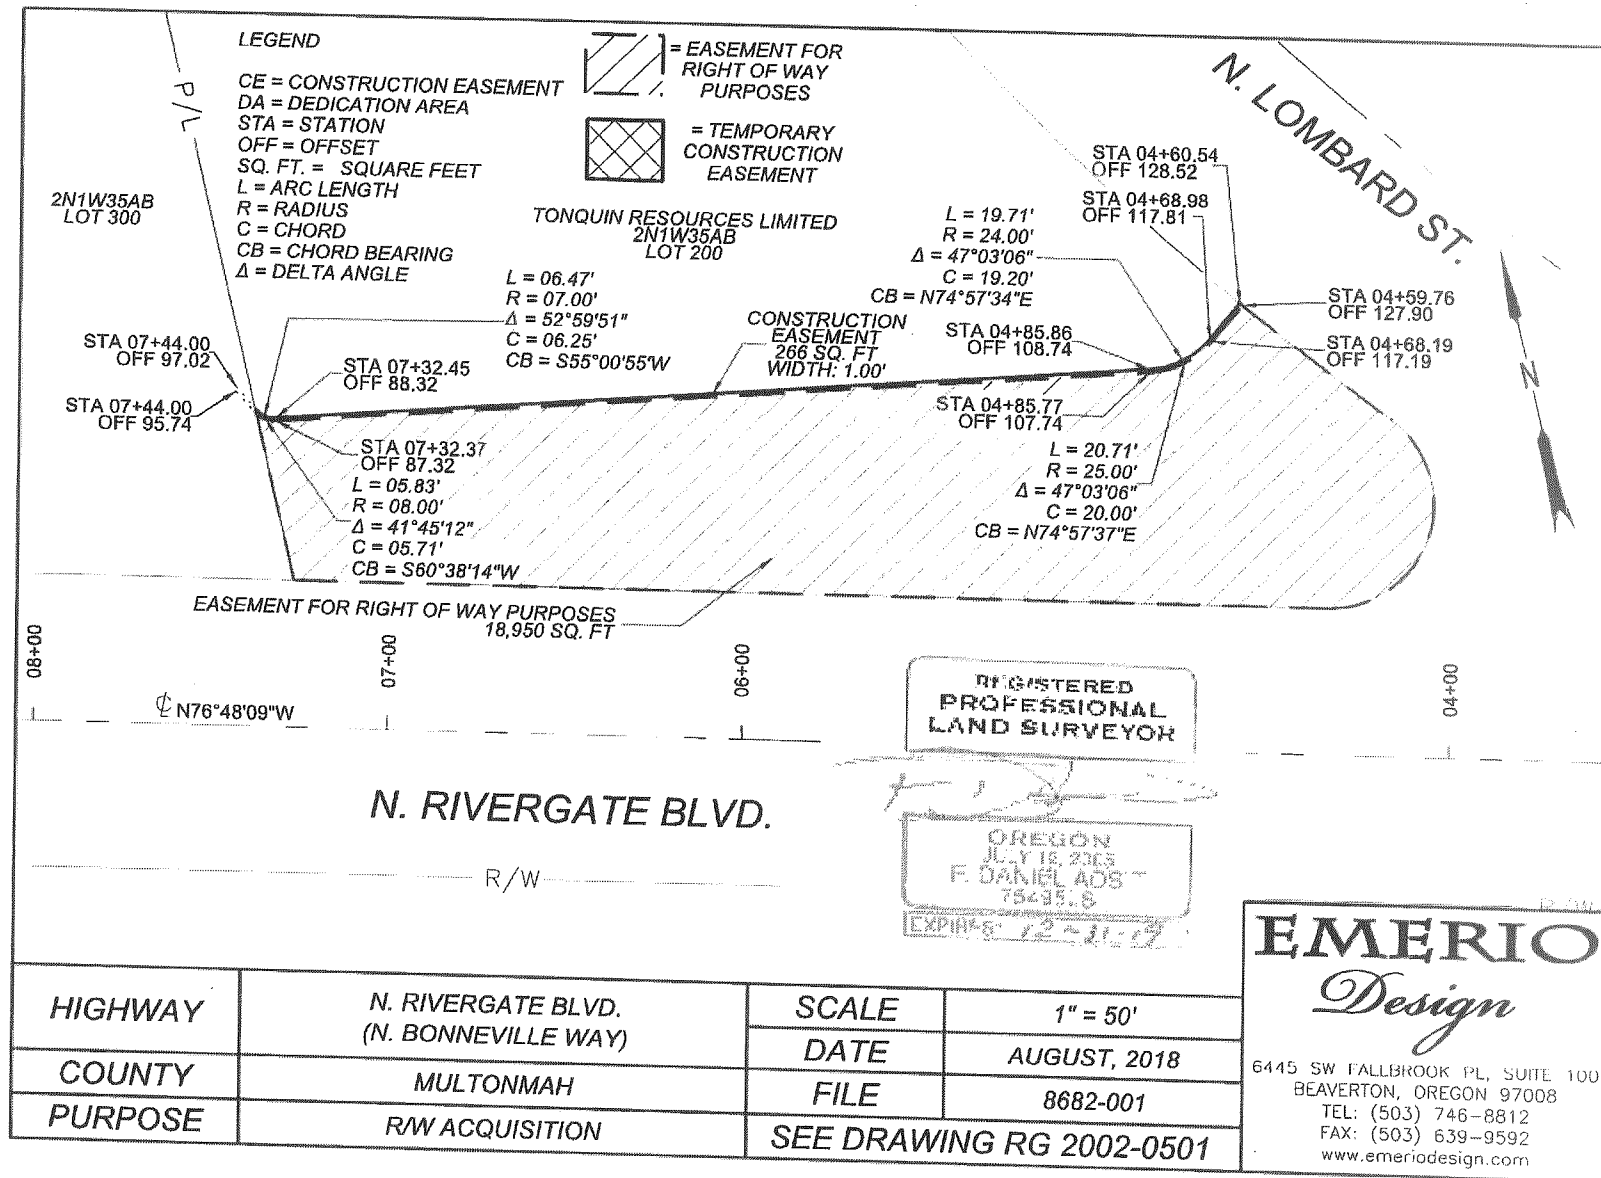 LEGEND
CE = CONSTRUCTION EASEMENT
DA = DEDICATION AREA
STA = STATION
OFF = OFFSET
SQ. FT. = SQUARE FEET
L = ARC LENGTH
R = RADIUS
C = CHORD
CB = CHORD BEARING
Δ = DELTA ANGLE
= EASEMENT FOR
RIGHT OF WAY
PURPOSES
= TEMPORARY
CONSTRUCTION
EASEMENT
P/L
2N1W35AB
LOT 300
TONQUIN RESOURCES LIMITED
2N1W35AB
LOT 200
N. LOMBARD ST.
STA 04+60.54
OFF 128.52
STA 04+68.98
OFF 117.81
L = 19.71'
R = 24.00'
Δ = 47°03'06"
C = 19.20'
CB = N74°57'34"E
L = 06.47'
R = 07.00'
Δ = 52°59'51"
C = 06.25'
CB = S55°00'55"W
CONSTRUCTION
EASEMENT
266 SQ. FT
WIDTH: 1.00'
STA 04+85.86
OFF 108.74
STA 04+59.76
OFF 127.90
STA 04+68.19
OFF 117.19
N
STA 07+44.00
OFF 97.02
STA 07+32.45
OFF 88.32
STA 07+44.00
OFF 95.74
STA 04+85.77
OFF 107.74
STA 07+32.37
OFF 87.32
L = 05.83'
R = 08.00'
Δ = 41°45'12"
C = 05.71'
CB = S60°38'14"W
L = 20.71'
R = 25.00'
Δ = 47°03'06"
C = 20.00'
CB = N74°57'37"E
EASEMENT FOR RIGHT OF WAY PURPOSES
18,950 SQ. FT
08+00
07+00
06+00
04+00
℄ N76°48'09"W
N. RIVERGATE BLVD.
R/W
REGISTERED
PROFESSIONAL
LAND SURVEYOR
OREGON
JULY
F. DANIEL
EXPIRES:
R/W
EMERIO
Design
6445 SW FALLBROOK PL, SUITE 100
BEAVERTON, OREGON 97008
TEL: (503) 746-8812
FAX: (503) 639-9592
www.emeriodesign.com
HIGHWAY
N. RIVERGATE BLVD.
(N. BONNEVILLE WAY)
COUNTY
MULTONMAH
PURPOSE
R/W ACQUISITION
SCALE
1" = 50'
DATE
AUGUST, 2018
FILE
8682-001
SEE DRAWING RG 2002-0501